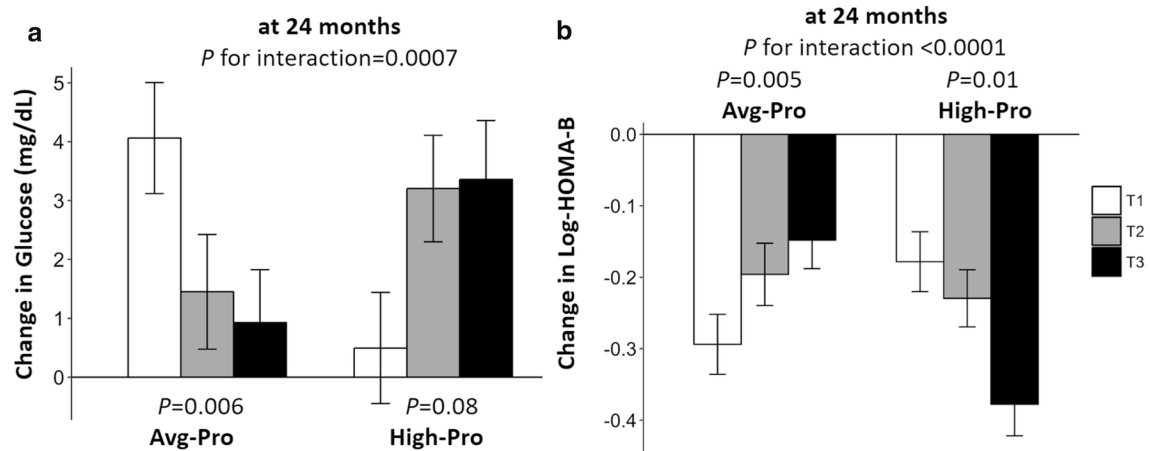 a
at 24 months
P for interaction=0.0007
Change in Glucose (mg/dL)
5
4
3
2
1
0
P=0.006
P=0.08
Avg-Pro
High-Pro
b
at 24 months
P for interaction <0.0001
P=0.005
P=0.01
Avg-Pro
High-Pro
Change in Log-HOMA-B
0.0
-0.1
-0.2
-0.3
-0.4
T1
T2
T3